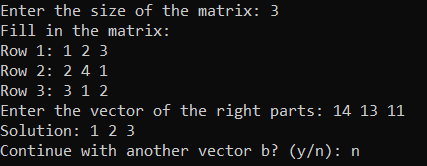 Enter the size of the matrix: 3
Fill in the matrix:
Row 1: 1 2 3
Row 2: 2 4 1
Row 3: 3 1 2
Enter the vector of the right parts: 14 13 11
Solution: 1 2 3
Continue with another vector b? (y/n): n